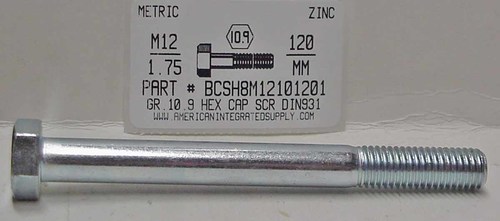 METRIC ZINC
M12 10.9 120
1.75 MM
PART # BCSH8M12101201
GR.10.9 HEX CAP SCR DIN931
WWW.AMERICANINTEGRATEDSUPPLY.COM